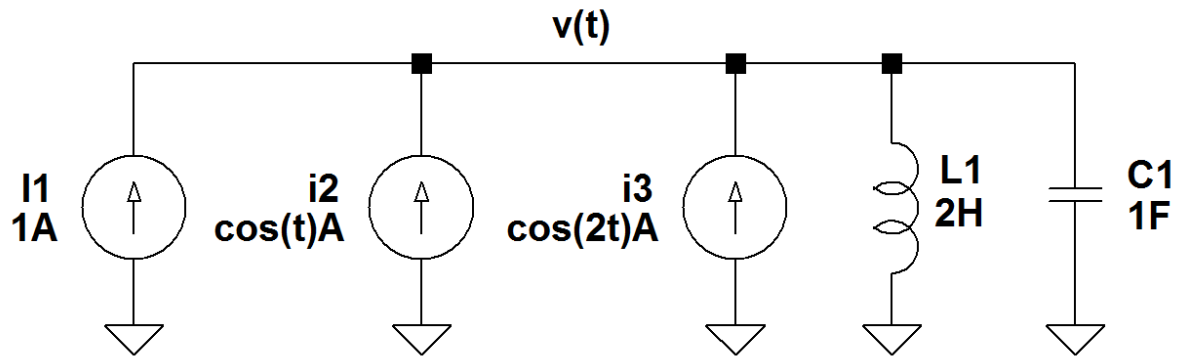 v(t)
I1
1A
i2
cos(t)A
i3
cos(2t)A
L1
2H
C1
1F